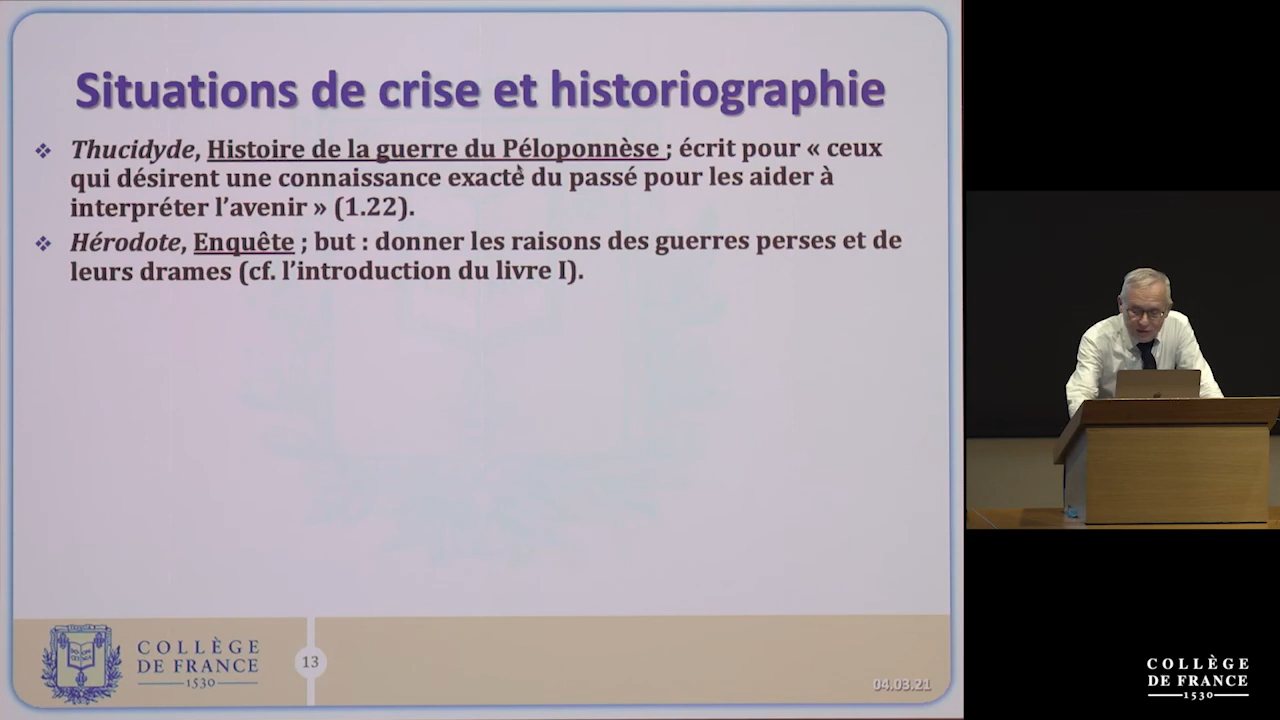 Situations de crise et historiographie
❖ Thucidyde, Histoire de la guerre du Péloponnèse ; écrit pour « ceux
qui désirent une connaissance exacte du passé pour les aider à
interpréter l’avenir » (1.22).
❖ Hérodote, Enquête ; but : donner les raisons des guerres perses et de
leurs drames (cf. l’introduction du livre I).
COLLÈGE
DE FRANCE
1530
13
04.03.21
COLLÈGE
DE FRANCE
1530